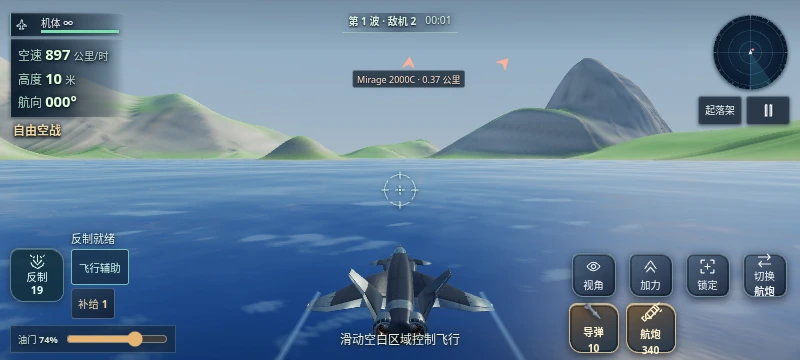 机体 ∞
空速 897 公里/时
高度 10 米
航向 000°
自由空战
第 1 波 · 敌机 2 00:01
Mirage 2000C · 0.37 公里
起落架
反制就绪
反制
19
飞行辅助
补给 1
油门 74%
滑动空白区域控制飞行
视角
加力
锁定
切换
航炮
导弹
10
航炮
340